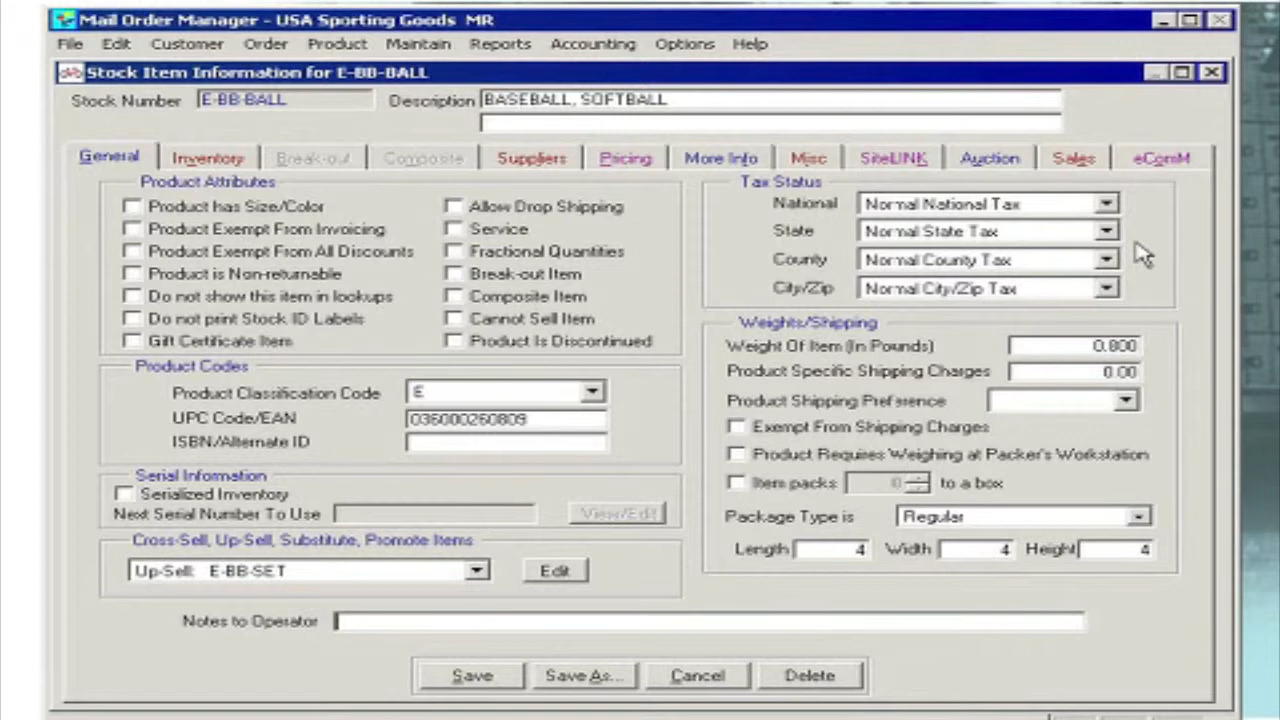 Mail Order Manager - USA Sporting Goods MR
File Edit Customer Order Product Maintain Reports Accounting Options Help
Stock Item Information for E-BB-BALL
Stock Number E-BB-BALL Description BASEBALL, SOFTBALL
General Inventory Break-out Composite Suppliers Pricing More Info Misc SiteLINK Auction Sales eComM
Product Attributes
Product has Size/Color Allow Drop Shipping
Product Exempt From Invoicing Service
Product Exempt From All Discounts Fractional Quantities
Product is Non-returnable Break-out Item
Do not show this item in lookups Composite Item
Do not print Stock ID Labels Cannot Sell Item
Gift Certificate Item Product Is Discontinued
Product Codes
Product Classification Code E
UPC Code/EAN 036000260809
ISBN/Alternate ID
Serial Information
Serialized Inventory
Next Serial Number To Use View/Edit
Cross-Sell, Up-Sell, Substitute, Promote Items
Up-Sell: E-BB-SET Edit
Tax Status
National Normal National Tax
State Normal State Tax
County Normal County Tax
City/Zip Normal City/Zip Tax
Weights/Shipping
Weight Of Item (In Pounds) 0.800
Product Specific Shipping Charges 0.00
Product Shipping Preference
Exempt From Shipping Charges
Product Requires Weighing at Packer's Workstation
Item packs 0 to a box
Package Type is Regular
Length 4 Width 4 Height 4
Notes to Operator
Save Save As... Cancel Delete